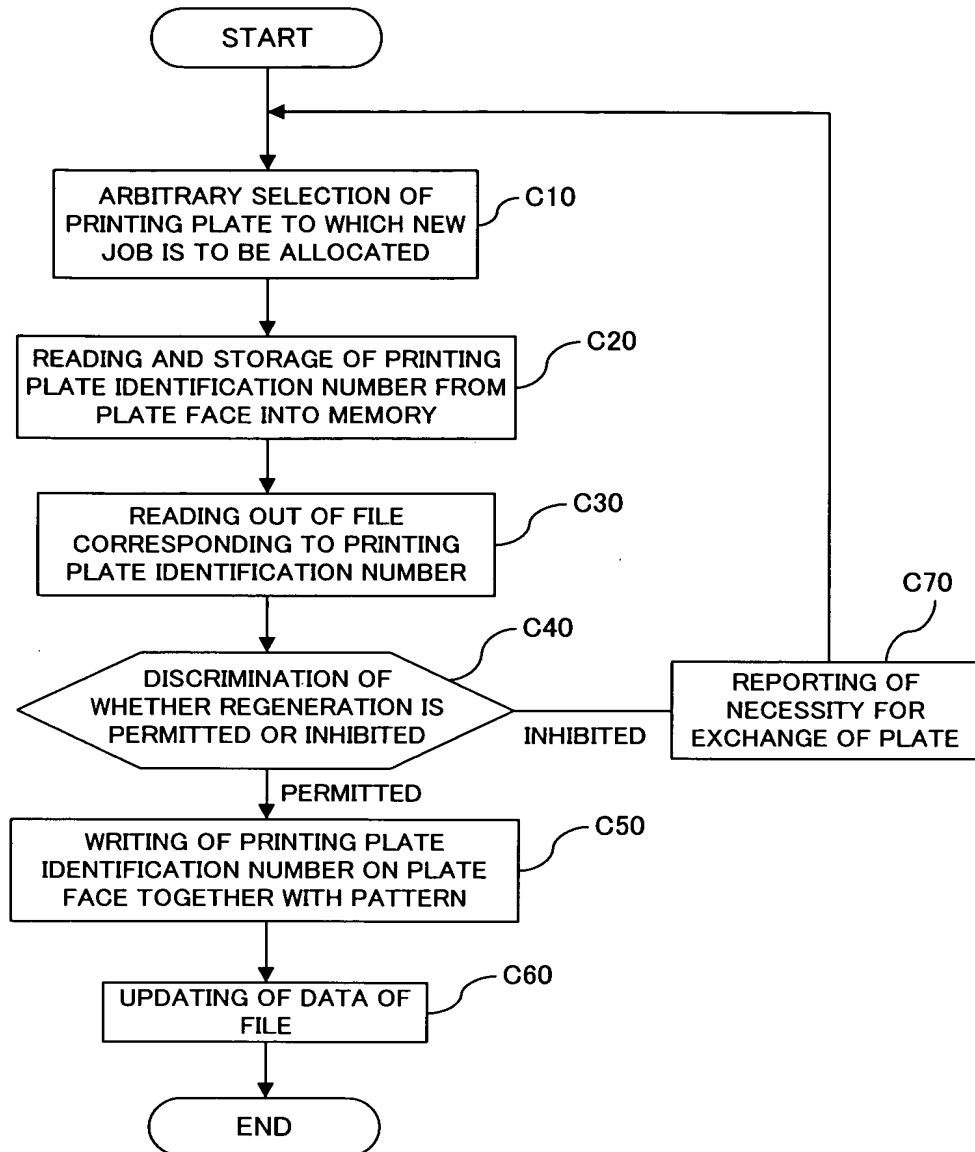 START
ARBITRARY SELECTION OF
PRINTING PLATE TO WHICH NEW
JOB IS TO BE ALLOCATED
C10
READING AND STORAGE OF PRINTING
PLATE IDENTIFICATION NUMBER FROM
PLATE FACE INTO MEMORY
C20
READING OUT OF FILE
CORRESPONDING TO PRINTING
PLATE IDENTIFICATION NUMBER
C30
DISCRIMINATION OF
WHETHER REGENERATION IS
PERMITTED OR INHIBITED
C40
INHIBITED
REPORTING OF
NECESSITY FOR
EXCHANGE OF PLATE
C70
PERMITTED
WRITING OF PRINTING PLATE
IDENTIFICATION NUMBER ON PLATE
FACE TOGETHER WITH PATTERN
C50
UPDATING OF DATA OF
FILE
C60
END